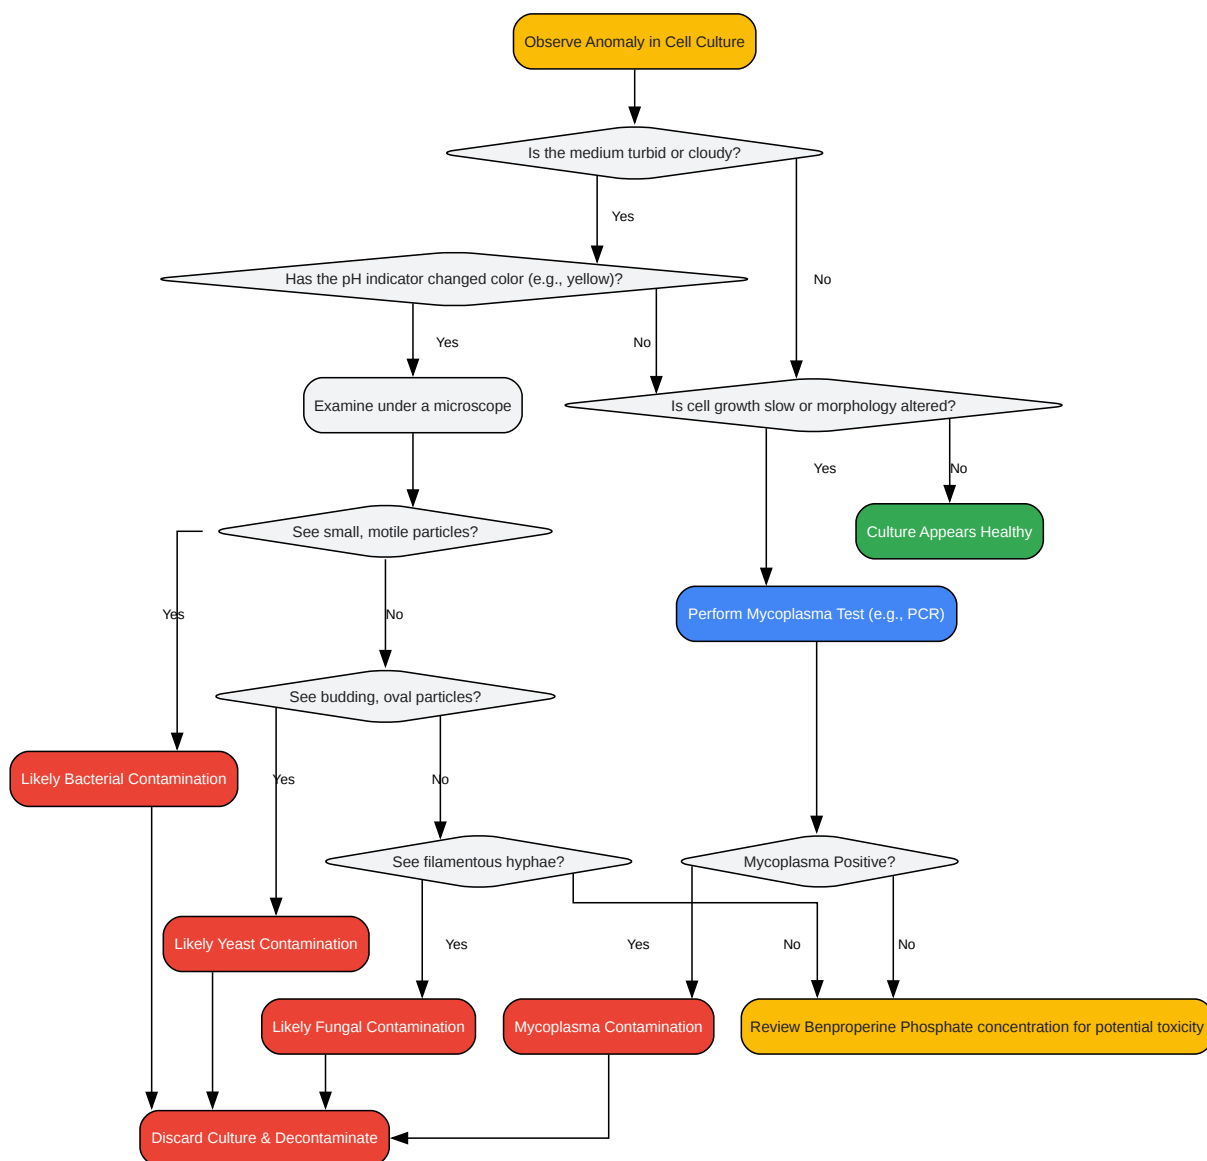 Observe Anomaly in Cell Culture
Is the medium turbid or cloudy?
Yes
Has the pH indicator changed color (e.g., yellow)?
No
Yes
No
Examine under a microscope
Is cell growth slow or morphology altered?
Yes
No
See small, motile particles?
Culture Appears Healthy
Yes
No
Perform Mycoplasma Test (e.g., PCR)
See budding, oval particles?
Likely Bacterial Contamination
Yes
No
See filamentous hyphae?
Mycoplasma Positive?
Likely Yeast Contamination
Yes
Yes
No
No
Likely Fungal Contamination
Mycoplasma Contamination
Review Benproperine Phosphate concentration for potential toxicity
Discard Culture & Decontaminate